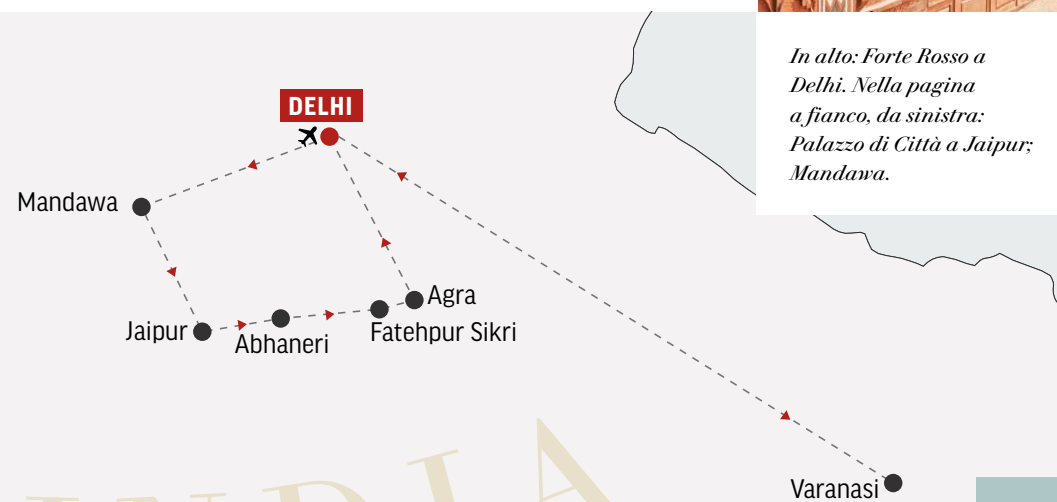 In alto: Forte Rosso a
Delhi. Nella pagina
a fianco, da sinistra:
Palazzo di Città a Jaipur;
Mandawa.
DELHI
Mandawa
Agra
Jaipur
Abhaneri
Fatehpur Sikri
INDIA
Varanasi